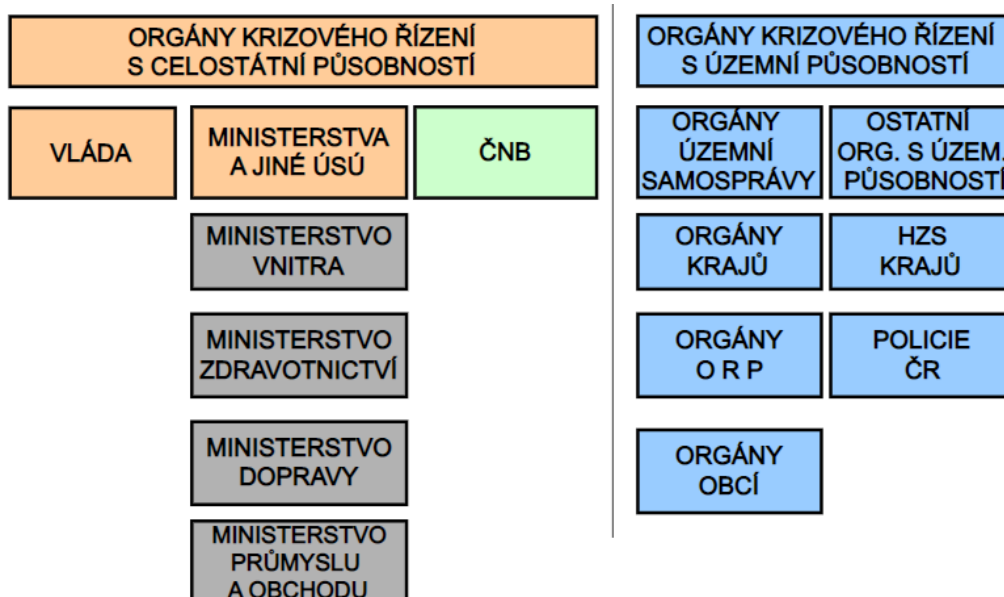 ORGÁNY KRIZOVÉHO ŘÍZENÍ
S CELOSTÁTNÍ PŮSOBNOSTÍ
VLÁDA
MINISTERSTVA
A JINÉ ÚSÚ
ČNB
MINISTERSTVO
VNITRA
MINISTERSTVO
ZDRAVOTNICTVÍ
MINISTERSTVO
DOPRAVY
MINISTERSTVO
PRŮMYSLU
A OBCHODU
ORGÁNY KRIZOVÉHO ŘÍZENÍ
S ÚZEMNÍ PŮSOBNOSTÍ
ORGÁNY
ÚZEMNÍ
SAMOSPRÁVY
OSTATNÍ
ORG. S ÚZEM.
PŮSOBNOSTÍ
ORGÁNY
KRAJŮ
HZS
KRAJŮ
ORGÁNY
O R P
POLICIE
ČR
ORGÁNY
OBCÍ